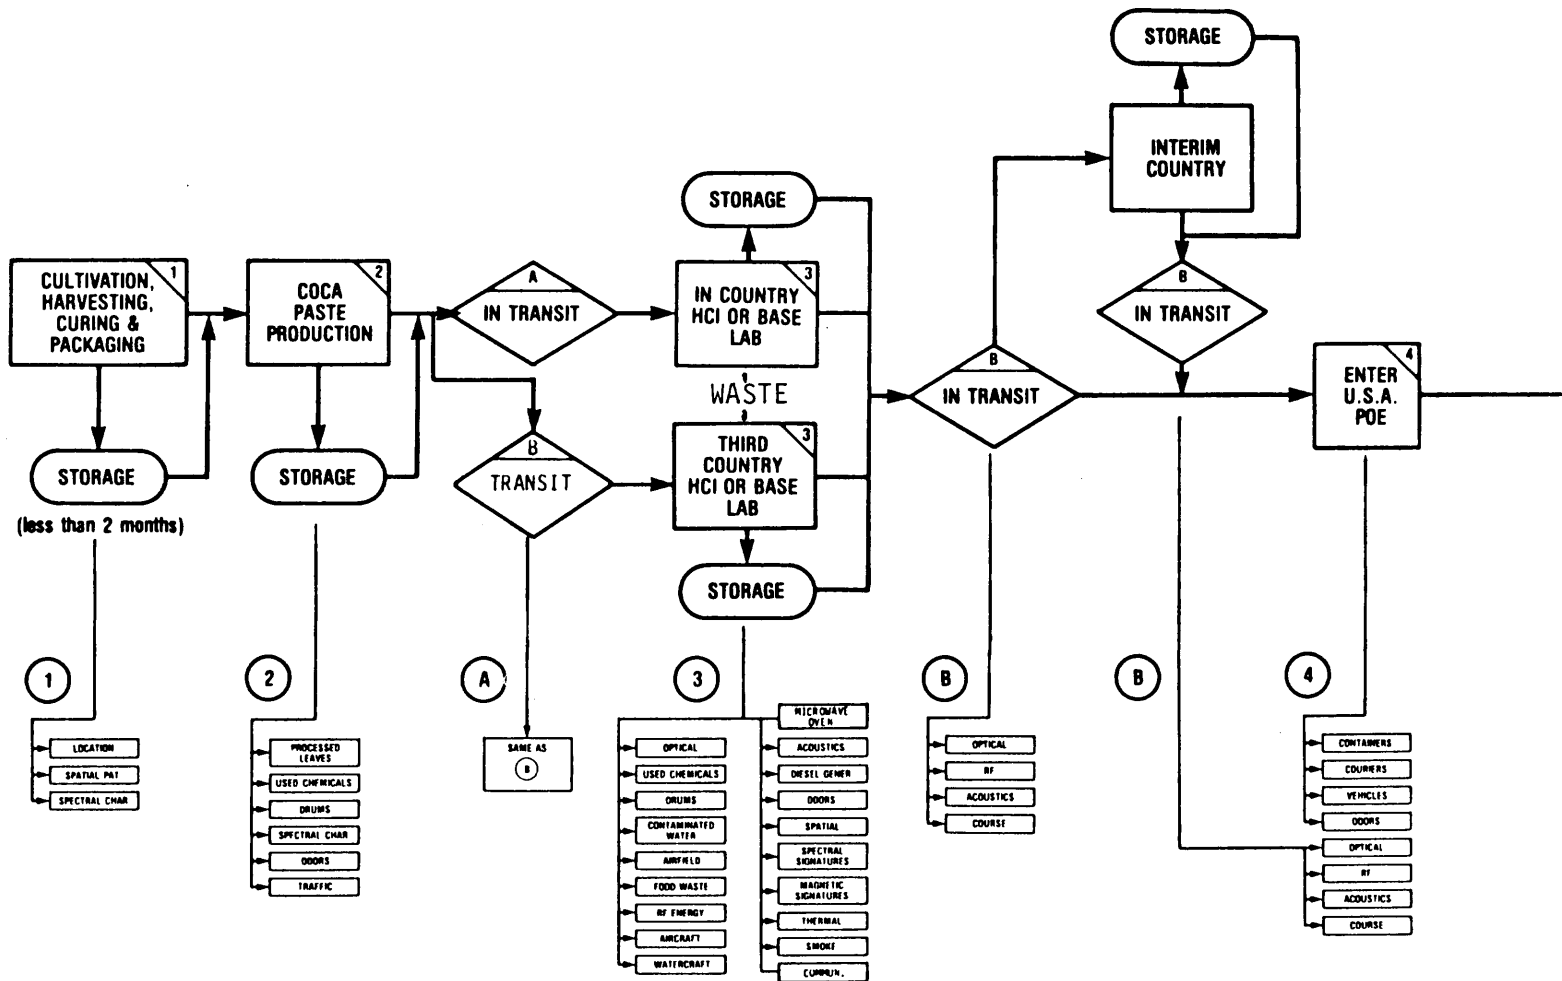 STORAGE
INTERIM
COUNTRY
STORAGE
1
CULTIVATION,
HARVESTING,
CURING &
PACKAGING
2
COCA
PASTE
PRODUCTION
A
IN TRANSIT
3
IN COUNTRY
HCI OR BASE
LAB
B
IN TRANSIT
B
IN TRANSIT
4
ENTER
U.S.A.
POE
WASTE
STORAGE
(less than 2 months)
STORAGE
B
TRANSIT
3
THIRD
COUNTRY
HCI OR BASE
LAB
STORAGE
1
LOCATION
SPATIAL PAT
SPECTRAL CHAR
2
PROCESSED
LEAVES
USED CHEMICALS
DRUMS
SPECTRAL CHAR
ODORS
TRAFFIC
A
SAME AS
B
3
OPTICAL
USED CHEMICALS
DRUMS
CONTAMINATED
WATER
AIRFIELD
FOOD WASTE
RF ENERGY
AIRCRAFT
WATERCRAFT
MICROWAVE
OVEN
ACOUSTICS
DIESEL GENER
ODORS
SPATIAL
SPECTRAL
SIGNATURES
MAGNETIC
SIGNATURES
THERMAL
SMOKE
COMMUN.
B
OPTICAL
RF
ACOUSTICS
COURSE
B
4
CONTAINERS
COURIERS
VEHICLES
ODORS
OPTICAL
RF
ACOUSTICS
COURSE